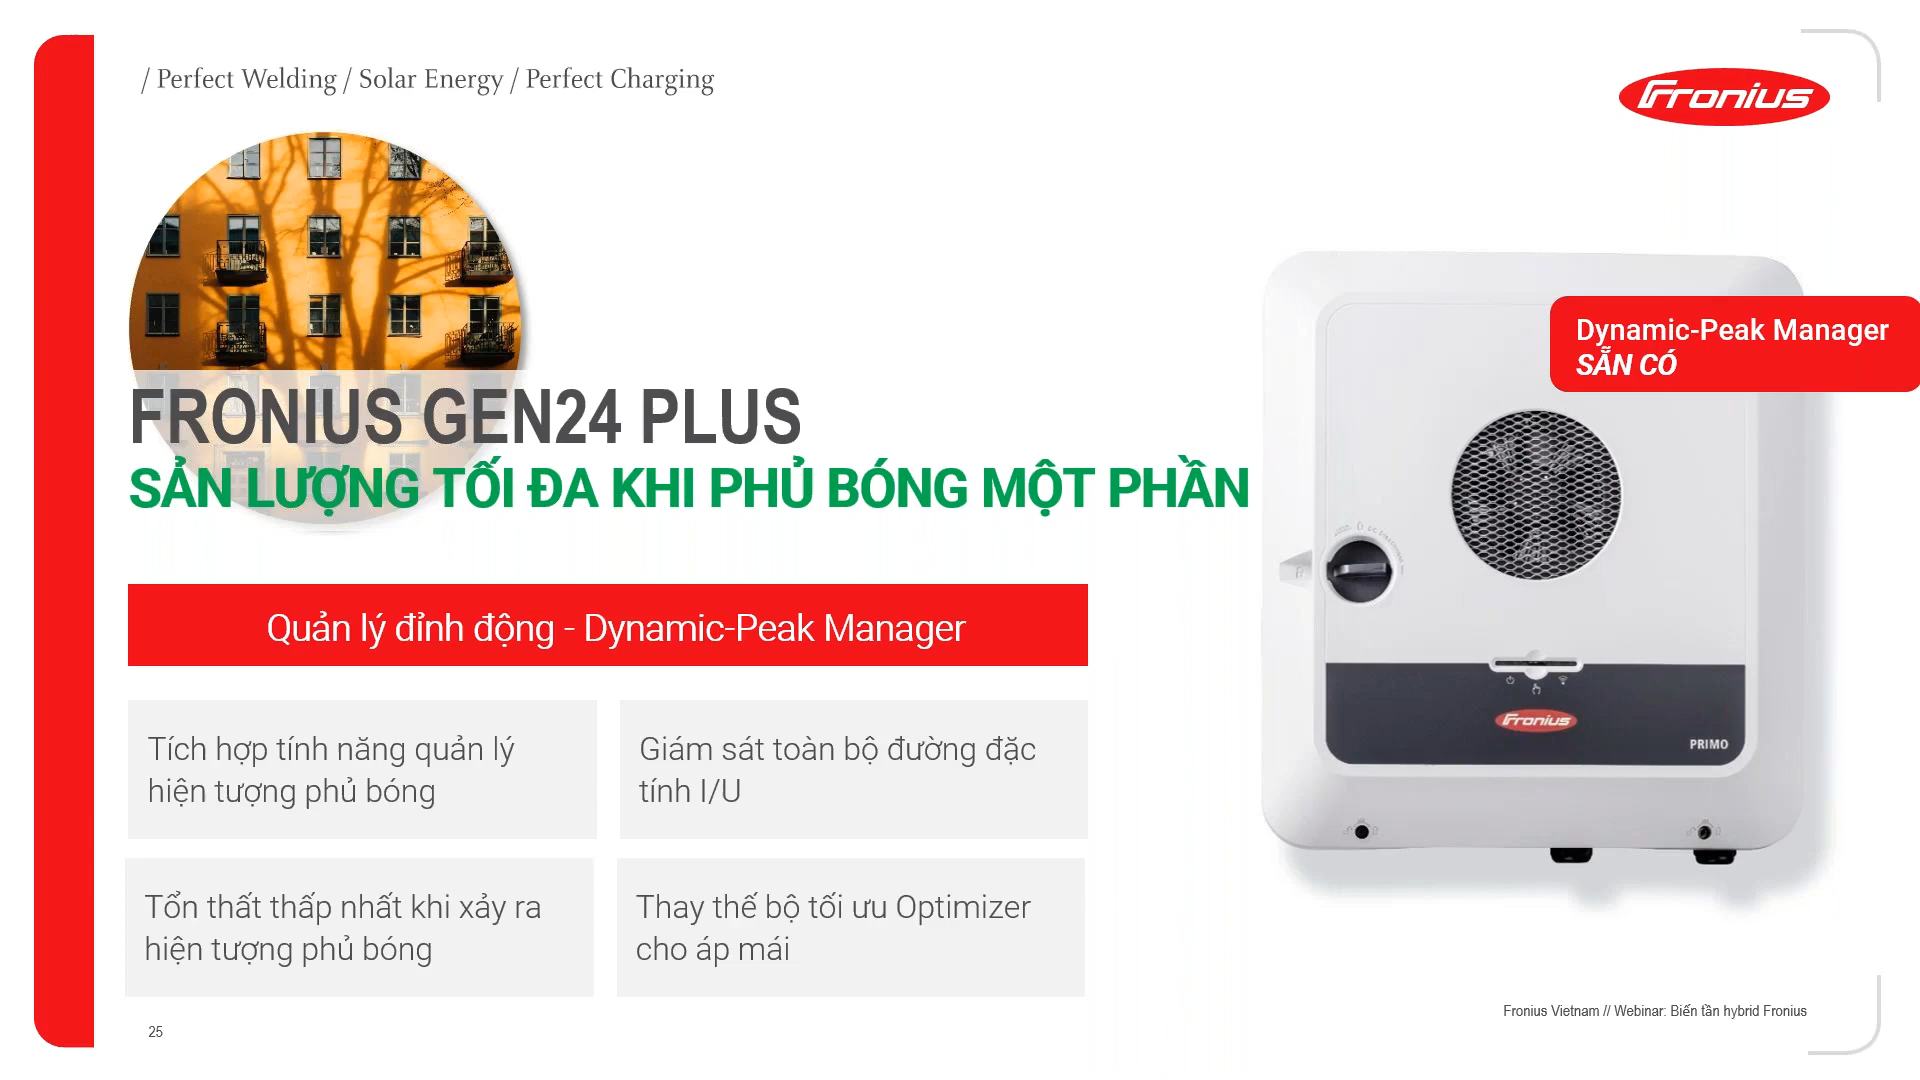 / Perfect Welding / Solar Energy / Perfect Charging
Fronius
Dynamic-Peak Manager
SẴN CÓ
FRONIUS GEN24 PLUS
SẢN LƯỢNG TỐI ĐA KHI PHỦ BÓNG MỘT PHẦN
Quản lý đỉnh động - Dynamic-Peak Manager
Tích hợp tính năng quản lý
hiện tượng phủ bóng
Giám sát toàn bộ đường đặc
tính I/U
Tổn thất thấp nhất khi xảy ra
hiện tượng phủ bóng
Thay thế bộ tối ưu Optimizer
cho áp mái
Fronius
PRIMO
Fronius Vietnam // Webinar: Biến tần hybrid Fronius
25